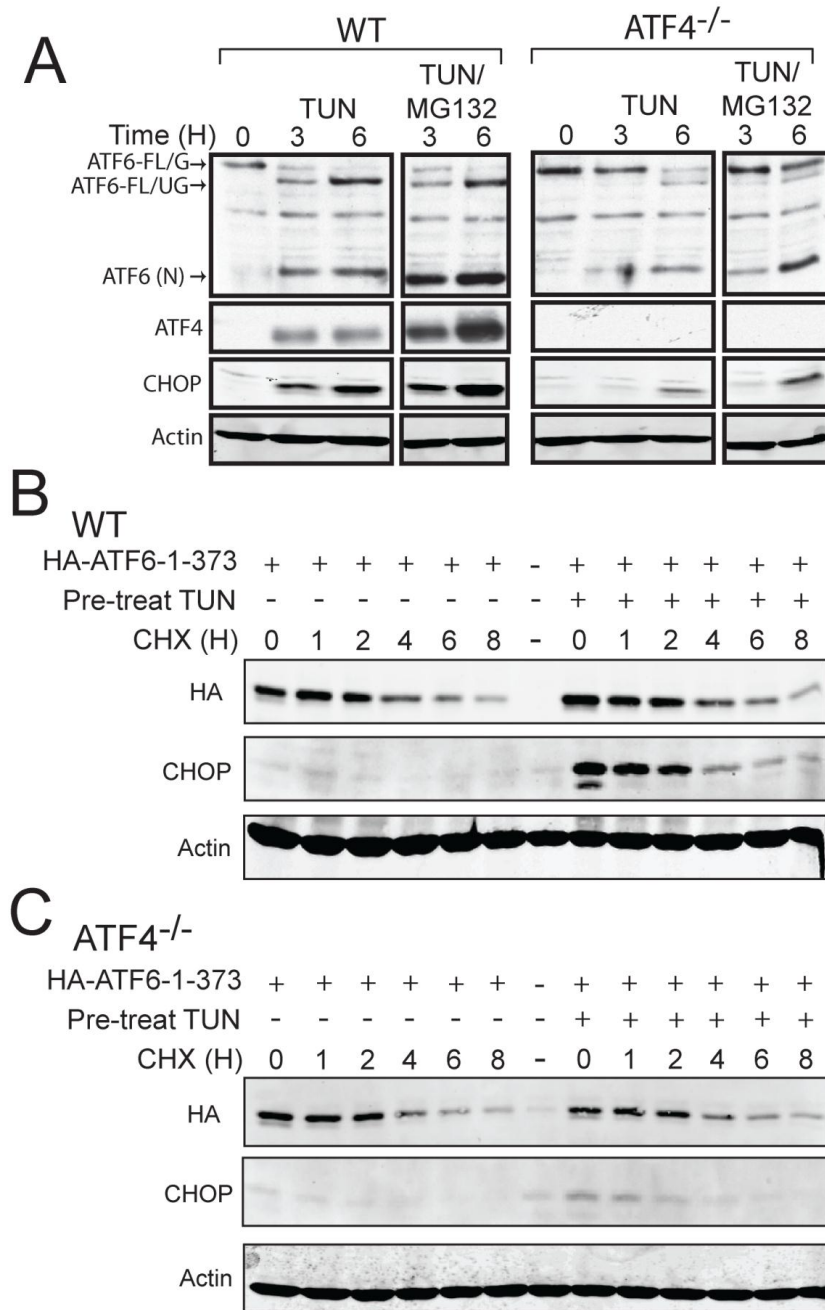 A
WT
ATF4-/-
TUN
TUN/
MG132
TUN
TUN/
MG132
Time (H) 0 3 6 3 6 0 3 6 3 6
ATF6-FL/G→
ATF6-FL/UG→
ATF6 (N) →
ATF4
CHOP
Actin
B
WT
HA-ATF6-1-373 + + + + + + - + + + + + +
Pre-treat TUN - - - - - - - + + + + + +
CHX (H) 0 1 2 4 6 8 - 0 1 2 4 6 8
HA
CHOP
Actin
C
ATF4-/-
HA-ATF6-1-373 + + + + + + - + + + + + +
Pre-treat TUN - - - - - - - + + + + + +
CHX (H) 0 1 2 4 6 8 - 0 1 2 4 6 8
HA
CHOP
Actin